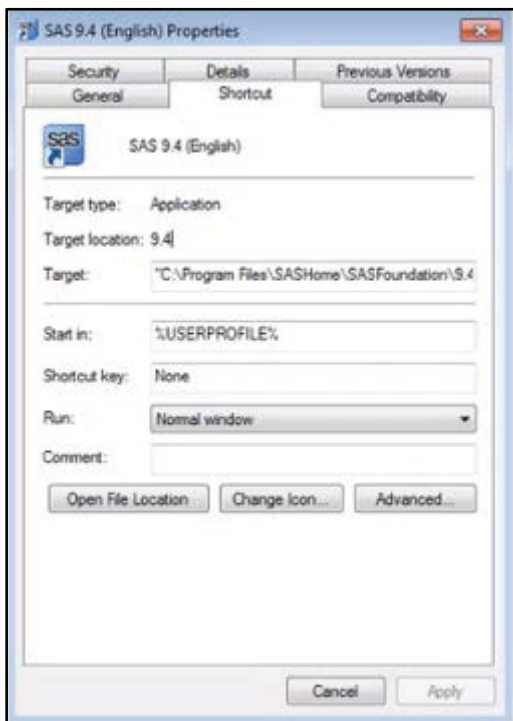 SAS 9.4 (English) Properties
Security Details Previous Versions
General Shortcut Compatibility
sas
SAS 9.4 (English)
Target type: Application
Target location: 9.4
Target: "C:\Program Files\SASHome\SASFoundation\9.4
Start in: %USERPROFILE%
Shortcut key: None
Run: Normal window
Comment:
Open File Location Change Icon... Advanced...
Cancel Apply